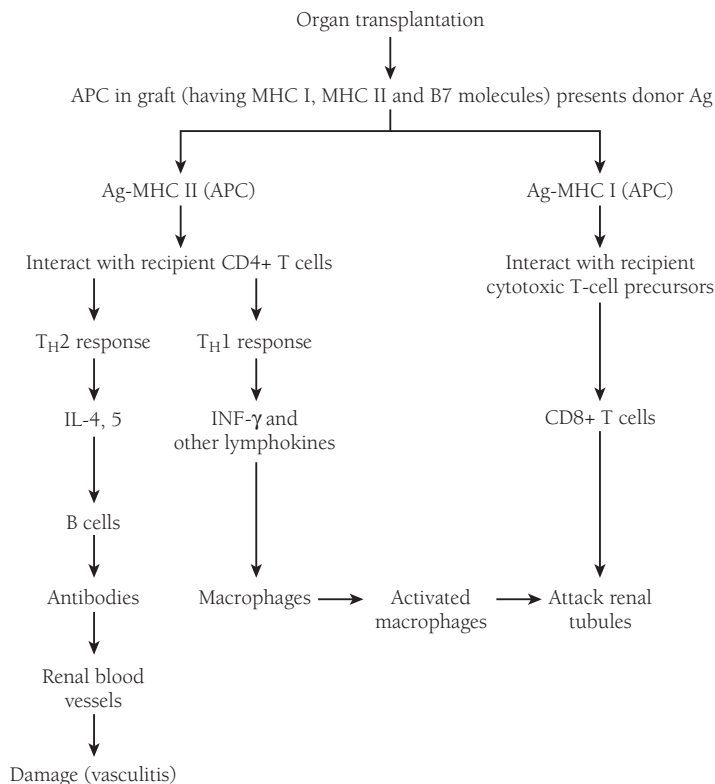 Organ transplantation
APC in graft (having MHC I, MHC II and B7 molecules) presents donor Ag
Ag-MHC II (APC)
Ag-MHC I (APC)
Interact with recipient CD4+ T cells
Interact with recipient
cytotoxic T-cell precursors
TH2 response
TH1 response
IL-4, 5
INF-γ and
other lymphokines
CD8+ T cells
B cells
Antibodies
Macrophages
Activated
macrophages
Attack renal
tubules
Renal blood
vessels
Damage (vasculitis)